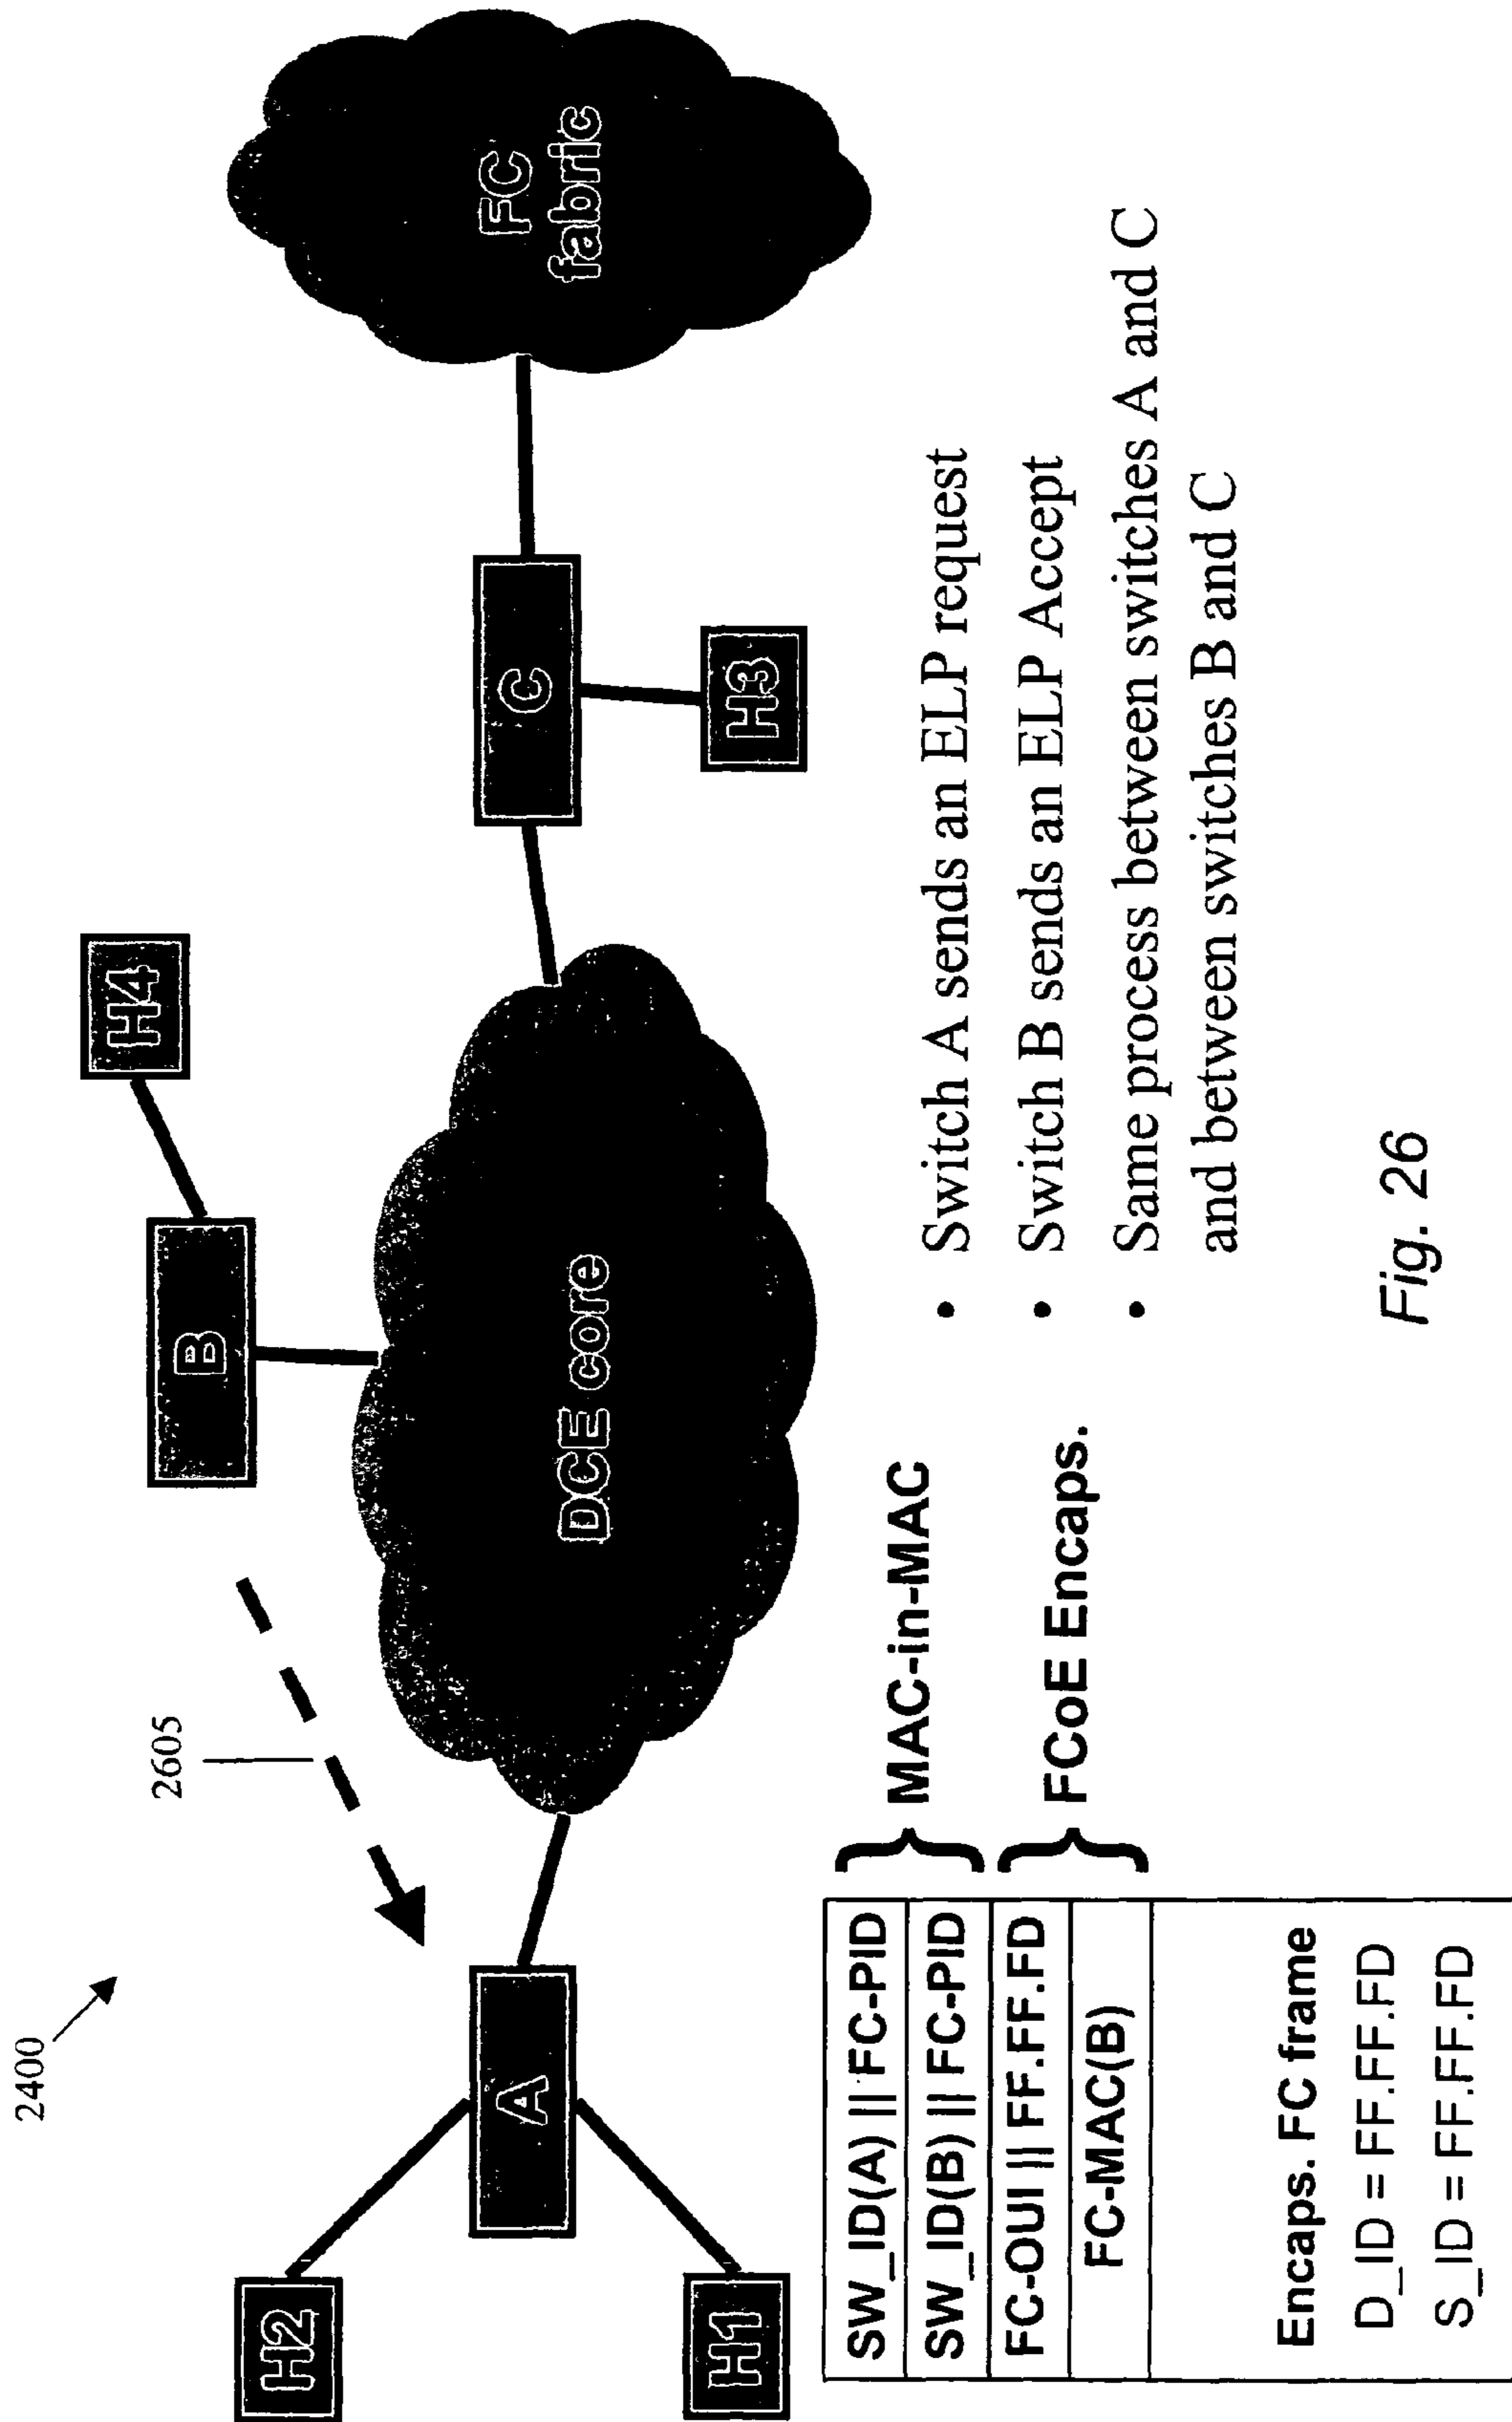 2400
2605
H2
H1
A
B
H4
DCE core
C
H3
FC
fabric
SW_ID(A) || FC-PID
SW_ID(B) || FC-PID
FC-OUI || FF.FF.FD
FC-MAC(B)
Encaps. FC frame
D_ID = FF.FF.FD
S_ID = FF.FF.FD
MAC-in-MAC
FCoE Encaps.
• Switch A sends an ELP request
• Switch B sends an ELP Accept
• Same process between switches A and C
and between switches B and C
Fig. 26